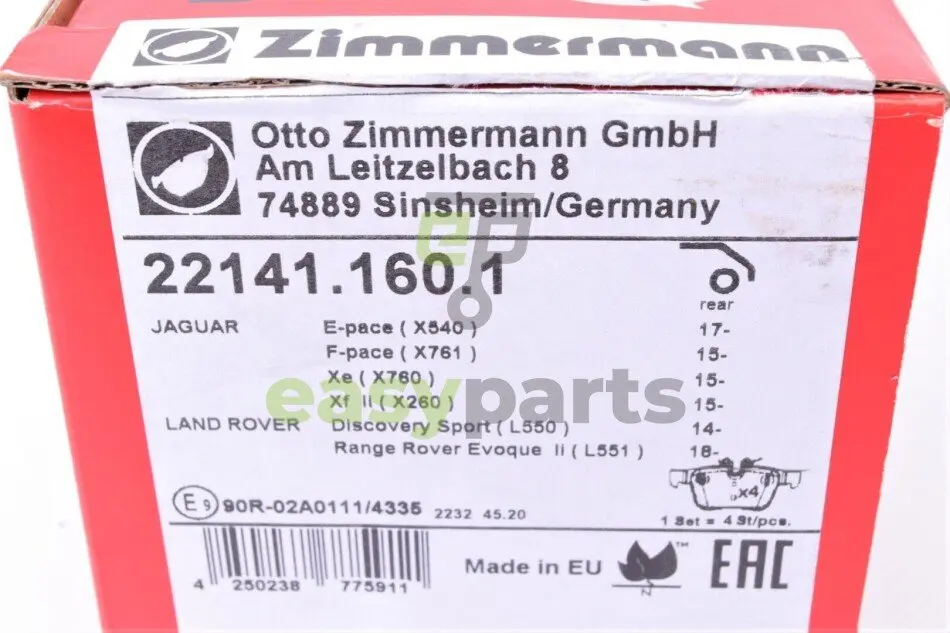 Zimmermann
Otto Zimmermann GmbH
Am Leitzelbach 8
74889 Sinsheim/Germany
22141.160.1
rear
JAGUAR E-pace ( X540 ) 17-
F-pace ( X761 ) 15-
Xe ( X760 ) 15-
Xf Ii ( X260 ) 15-
LAND ROVER Discovery Sport ( L550 ) 14-
Range Rover Evoque Ii ( L551 ) 18-
x4
E9 90R-02A0111/4335 2232 45.20
1 Set = 4 St/pcs.
4 250238 775911
Made in EU
N
TM
EAC
ep
easyparts